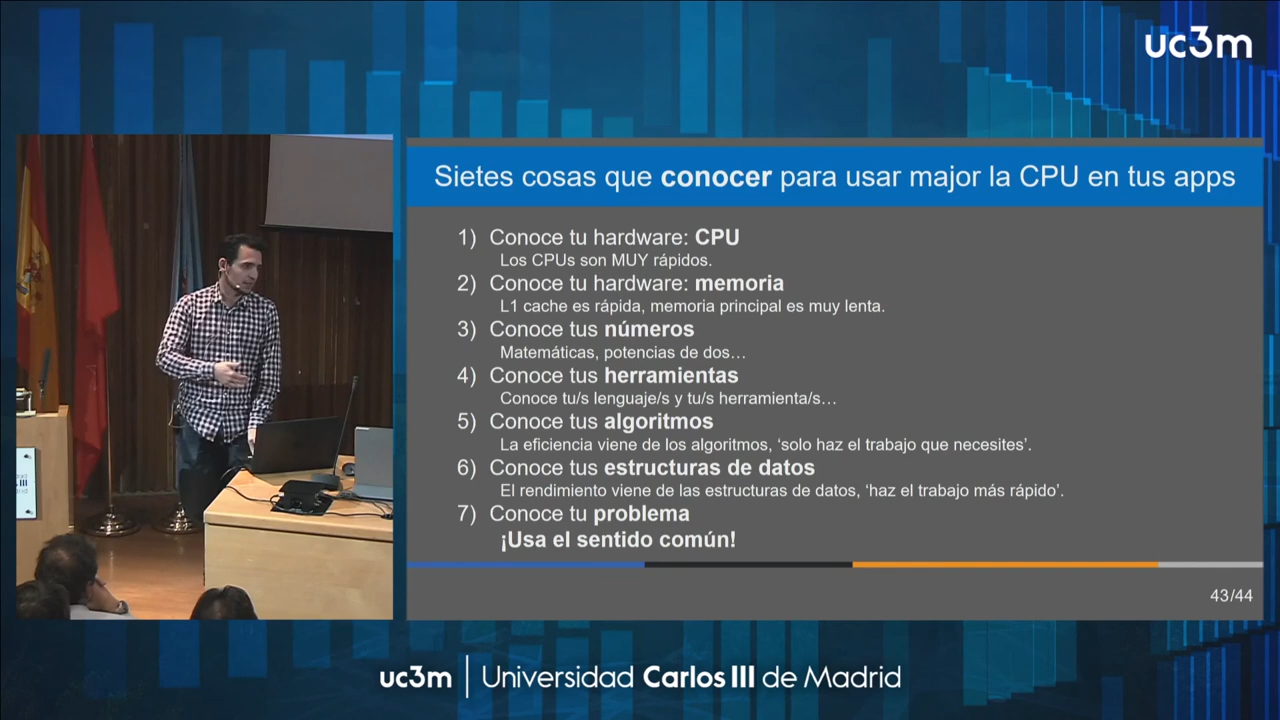 uc3m
Sietes cosas que conocer para usar major la CPU en tus apps
1) Conoce tu hardware: CPU
Los CPUs son MUY rápidos.
2) Conoce tu hardware: memoria
L1 cache es rápida, memoria principal es muy lenta.
3) Conoce tus números
Matemáticas, potencias de dos…
4) Conoce tus herramientas
Conoce tu/s lenguaje/s y tu/s herramienta/s…
5) Conoce tus algoritmos
La eficiencia viene de los algoritmos, ‘solo haz el trabajo que necesites’.
6) Conoce tus estructuras de datos
El rendimiento viene de las estructuras de datos, ‘haz el trabajo más rápido’.
7) Conoce tu problema
¡Usa el sentido común!
43/44
uc3m | Universidad Carlos III de Madrid